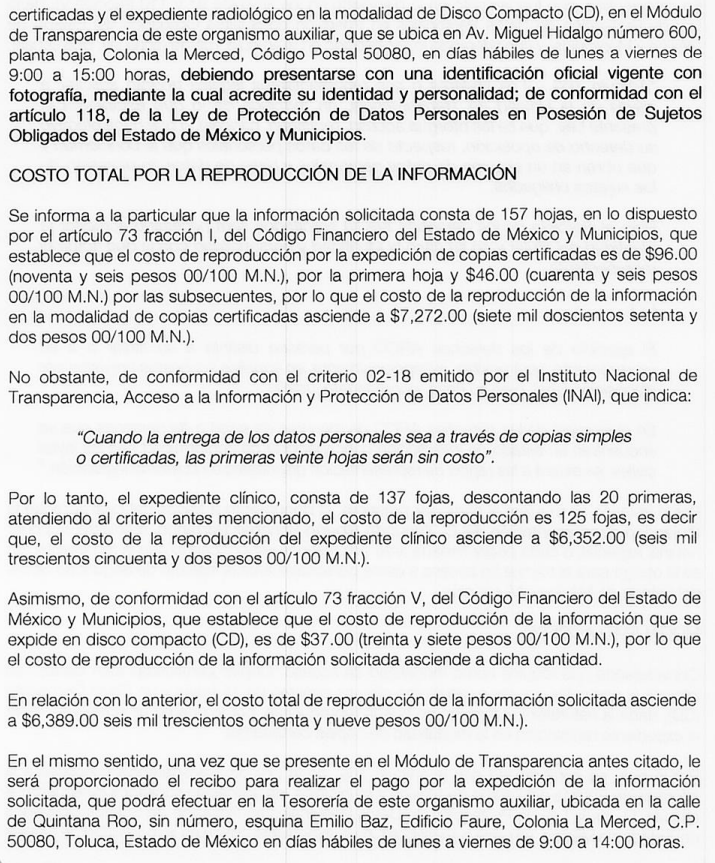 certificadas y el expediente radiológico en la modalidad de Disco Compacto (CD), en el Módulo
de Transparencia de este organismo auxiliar, que se ubica en Av. Miguel Hidalgo número 600,
planta baja, Colonia la Merced, Código Postal 50080, en días hábiles de lunes a viernes de
9:00 a 15:00 horas, debiendo presentarse con una identificación oficial vigente con
fotografía, mediante la cual acredite su identidad y personalidad; de conformidad con el
artículo 118, de la Ley de Protección de Datos Personales en Posesión de Sujetos
Obligados del Estado de México y Municipios.
COSTO TOTAL POR LA REPRODUCCIÓN DE LA INFORMACIÓN
Se informa a la particular que la información solicitada consta de 157 hojas, en lo dispuesto
por el artículo 73 fracción I, del Código Financiero del Estado de México y Municipios, que
establece que el costo de reproducción por la expedición de copias certificadas es de $96.00
(noventa y seis pesos 00/100 M.N.), por la primera hoja y $46.00 (cuarenta y seis pesos
00/100 M.N.) por las subsecuentes, por lo que el costo de la reproducción de la información
en la modalidad de copias certificadas asciende a $7,272.00 (siete mil doscientos setenta y
dos pesos 00/100 M.N.).
No obstante, de conformidad con el criterio 02-18 emitido por el Instituto Nacional de
Transparencia, Acceso a la Información y Protección de Datos Personales (INAI), que indica:
“Cuando la entrega de los datos personales sea a través de copias simples
o certificadas, las primeras veinte hojas serán sin costo”.
Por lo tanto, el expediente clínico, consta de 137 fojas, descontando las 20 primeras,
atendiendo al criterio antes mencionado, el costo de la reproducción es 125 fojas, es decir
que, el costo de la reproducción del expediente clínico asciende a $6,352.00 (seis mil
trescientos cincuenta y dos pesos 00/100 M.N.).
Asimismo, de conformidad con el artículo 73 fracción V, del Código Financiero del Estado de
México y Municipios, que establece que el costo de reproducción de la información que se
expide en disco compacto (CD), es de $37.00 (treinta y siete pesos 00/100 M.N.), por lo que
el costo de reproducción de la información solicitada asciende a dicha cantidad.
En relación con lo anterior, el costo total de reproducción de la información solicitada asciende
a $6,389.00 seis mil trescientos ochenta y nueve pesos 00/100 M.N.).
En el mismo sentido, una vez que se presente en el Módulo de Transparencia antes citado, le
será proporcionado el recibo para realizar el pago por la expedición de la información
solicitada, que podrá efectuar en la Tesorería de este organismo auxiliar, ubicada en la calle
de Quintana Roo, sin número, esquina Emilio Baz, Edificio Faure, Colonia La Merced, C.P.
50080, Toluca, Estado de México en días hábiles de lunes a viernes de 9:00 a 14:00 horas.